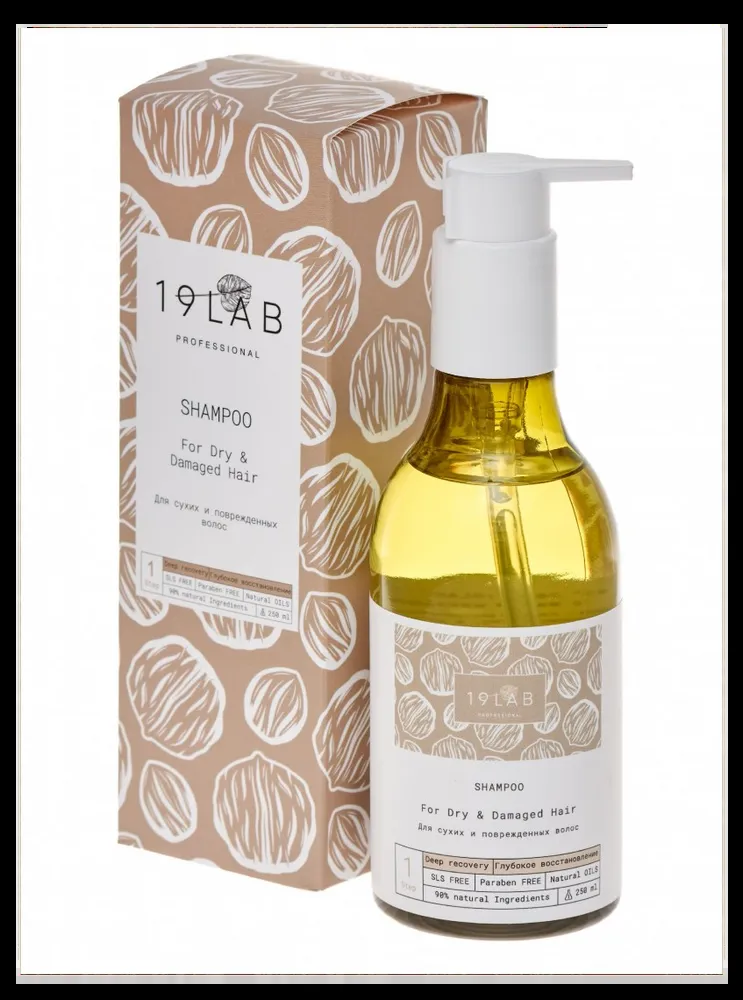 19LAB
PROFESSIONAL
SHAMPOO
For Dry &
Damaged Hair
Для сухих и поврежденных
волос
1
Step
Deep recovery Глубокое восстановление
SLS FREE Paraben FREE Natural OILS
90% natural Ingredients 250 ml
19LAB
PROFESSIONAL
SHAMPOO
For Dry & Damaged Hair
Для сухих и поврежденных волос
1
Step
Deep recovery Глубокое восстановление
SLS FREE Paraben FREE Natural OILS
90% natural Ingredients 250 ml